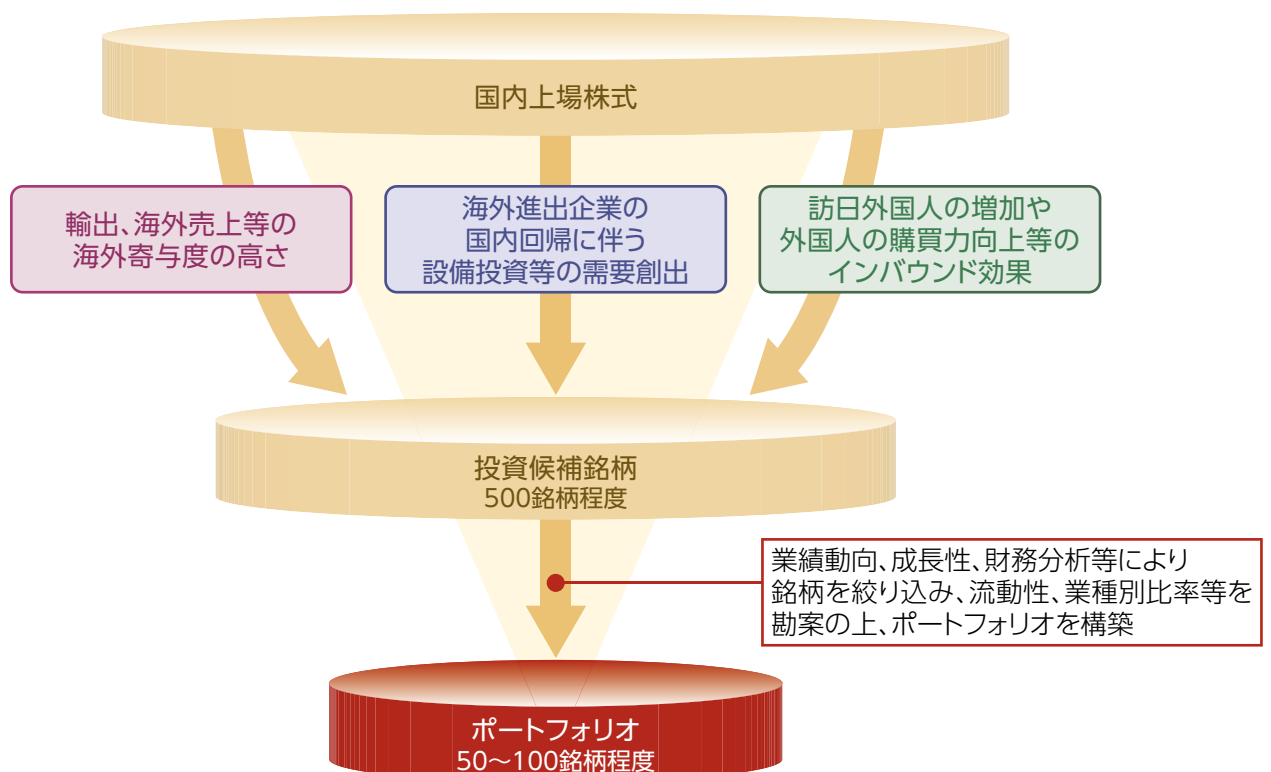 国内上場株式
輸出、海外売上等の
海外寄与度の高さ
海外進出企業の
国内回帰に伴う
設備投資等の需要創出
訪日外国人の増加や
外国人の購買力向上等の
インバウンド効果
投資候補銘柄
500銘柄程度
業績動向、成長性、財務分析等により
銘柄を絞り込み、流動性、業種別比率等を
勘案の上、ポートフォリオを構築
ポートフォリオ
50～100銘柄程度